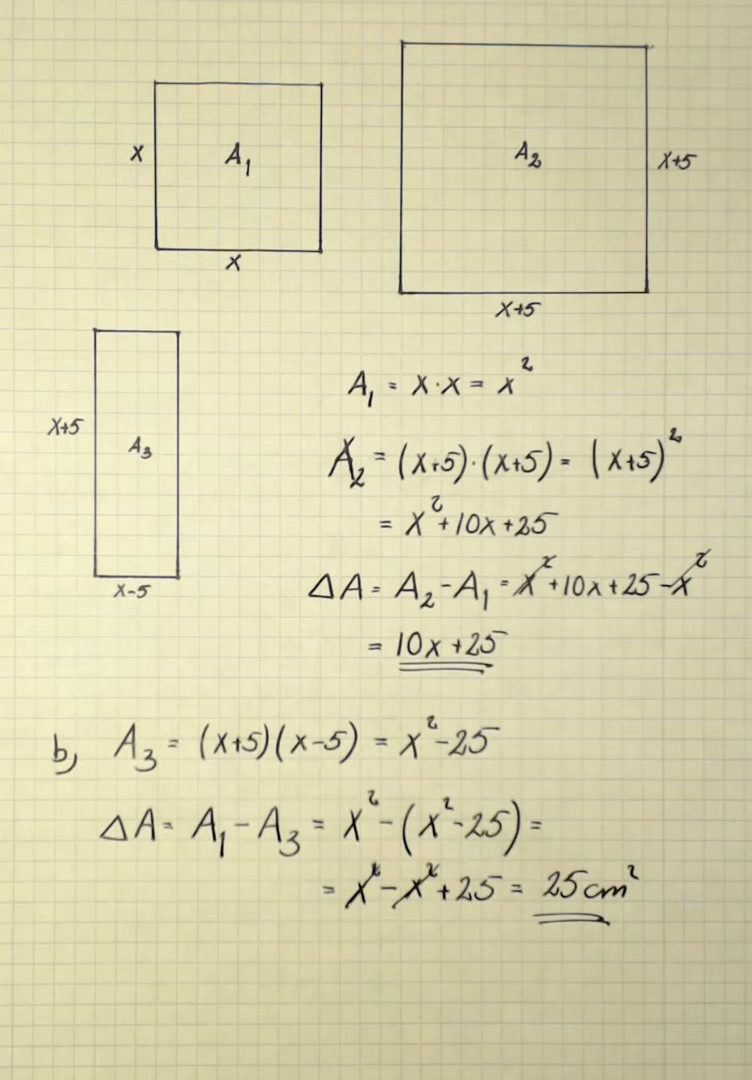 x
A₁
x
A₂
x+5
x+5
x+5
A₃
x-5
A₁ = x·x = x²
A₂ = (x+5)·(x+5) = (x+5)²
= x²+10x+25
ΔA = A₂-A₁ = x²+10x+25-x²
= 10x+25
b) A₃ = (x+5)(x-5) = x²-25
ΔA = A₁-A₃ = x²-(x²-25) =
= x²-x²+25 = 25cm²